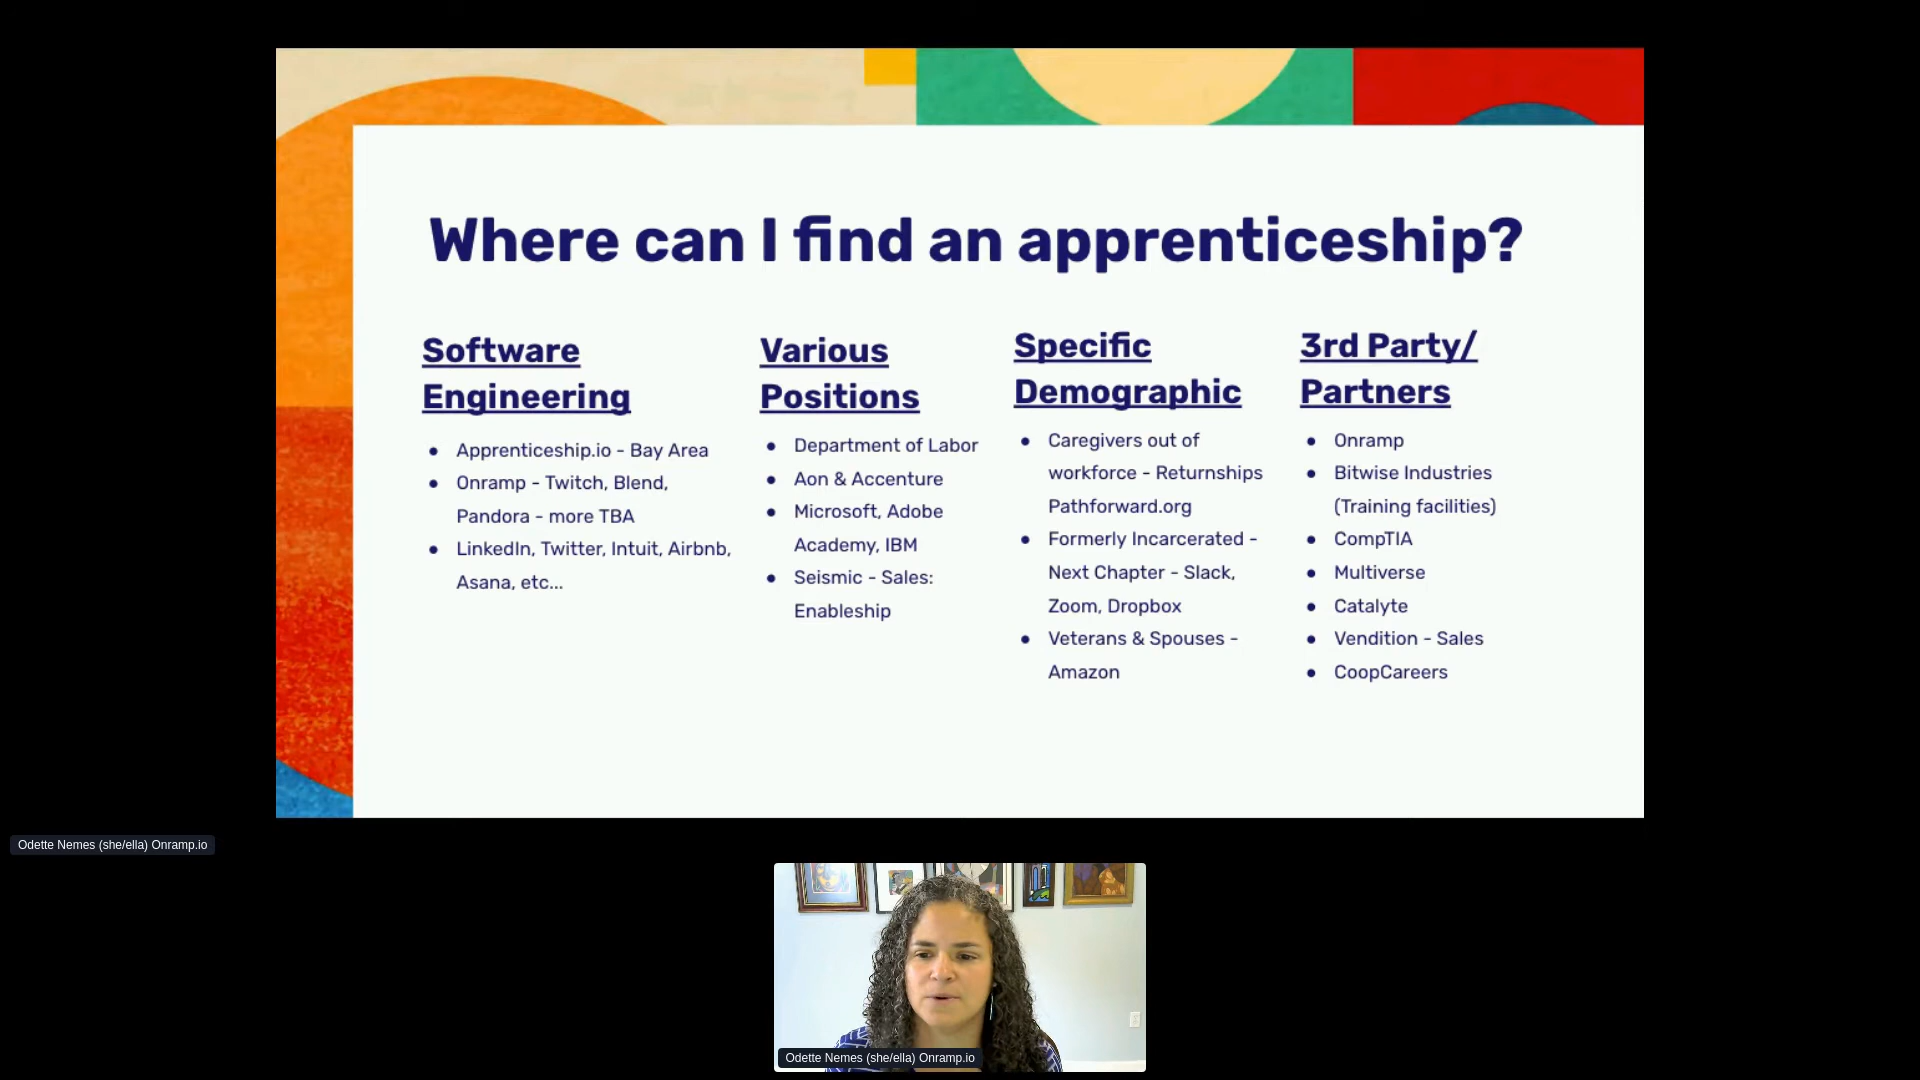 Where can I find an apprenticeship?
Software
Engineering
● Apprenticeship.io - Bay Area
● Onramp - Twitch, Blend,
Pandora - more TBA
● LinkedIn, Twitter, Intuit, Airbnb,
Asana, etc...
Various
Positions
● Department of Labor
● Aon & Accenture
● Microsoft, Adobe
Academy, IBM
● Seismic - Sales:
Enableship
Specific
Demographic
● Caregivers out of
workforce - Returnships
Pathforward.org
● Formerly Incarcerated -
Next Chapter - Slack,
Zoom, Dropbox
● Veterans & Spouses -
Amazon
3rd Party/
Partners
● Onramp
● Bitwise Industries
(Training facilities)
● CompTIA
● Multiverse
● Catalyte
● Vendition - Sales
● CoopCareers
Odette Nemes (she/ella) Onramp.io
Odette Nemes (she/ella) Onramp.io